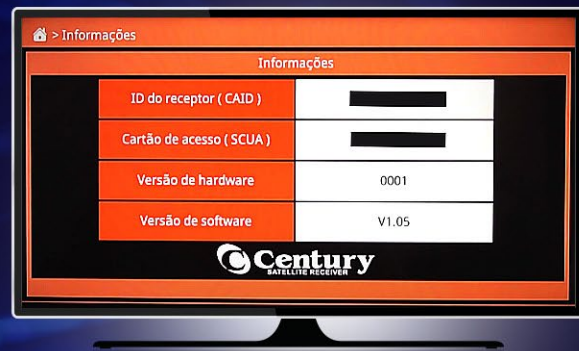 > Informações
Informações
ID do receptor ( CAID )
Cartão de acesso ( SCUA )
Versão de hardware
0001
Versão de software
V1.05
Century
SATELLITE RECEIVER